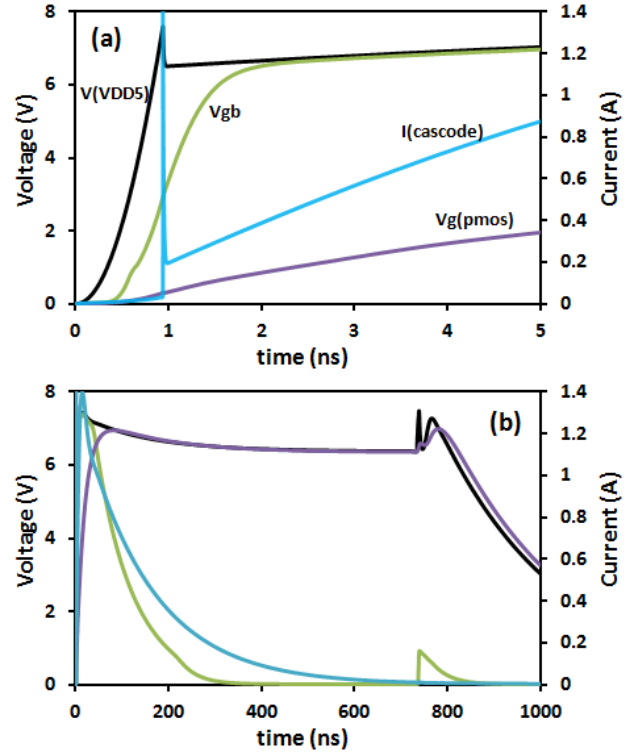 (a)
V(VDD5)
Vgb
I(cascode)
Vg(pmos)
Voltage (V)
8
6
4
2
0
Current (A)
1.4
1.2
1
0.8
0.6
0.4
0.2
0
0 1 2 3 4 5
time (ns)
(b)
Voltage (V)
8
6
4
2
0
Current (A)
1.4
1.2
1
0.8
0.6
0.4
0.2
0
0 200 400 600 800 1000
time (ns)